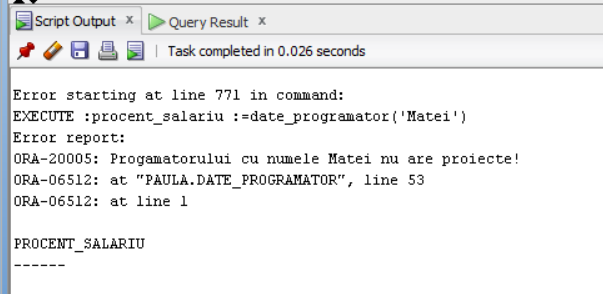 Script Output x Query Result x
Task completed in 0.026 seconds
Error starting at line 771 in command:
EXECUTE :procent_salariu :=date_programator('Matei')
Error report:
ORA-20005: Progamatorului cu numele Matei nu are proiecte!
ORA-06512: at "PAULA.DATE_PROGRAMATOR", line 53
ORA-06512: at line 1
PROCENT_SALARIU
------